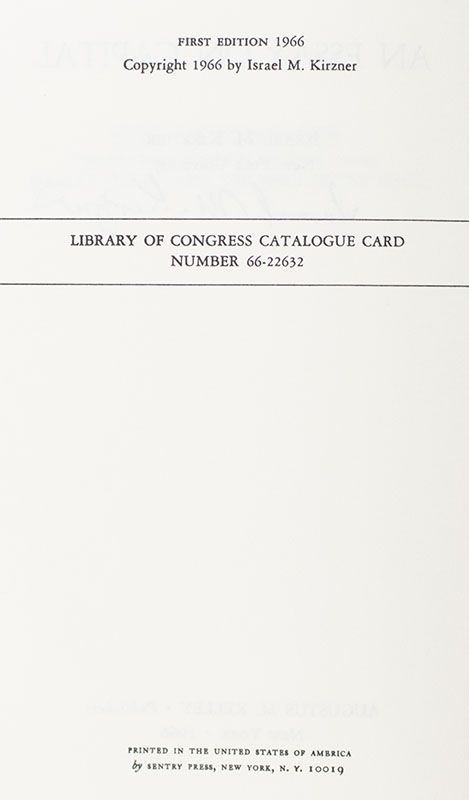 FIRST EDITION 1966
Copyright 1966 by Israel M. Kirzner
LIBRARY OF CONGRESS CATALOGUE CARD
NUMBER 66-22632
PRINTED IN THE UNITED STATES OF AMERICA
by SENTRY PRESS, NEW YORK, N. Y. 10019